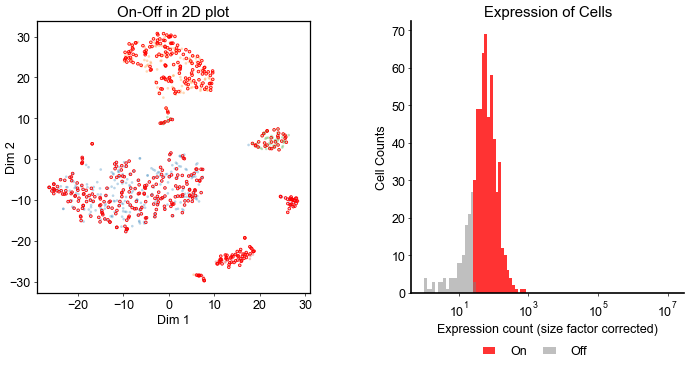 On-Off in 2D plot
30
20
10
0
−10
−20
−30
Dim 2
−20 −10 0 10 20 30
Dim 1
Expression of Cells
70
60
50
40
30
20
10
0
Cell Counts
10^1 10^3 10^5 10^7
Expression count (size factor corrected)
On Off